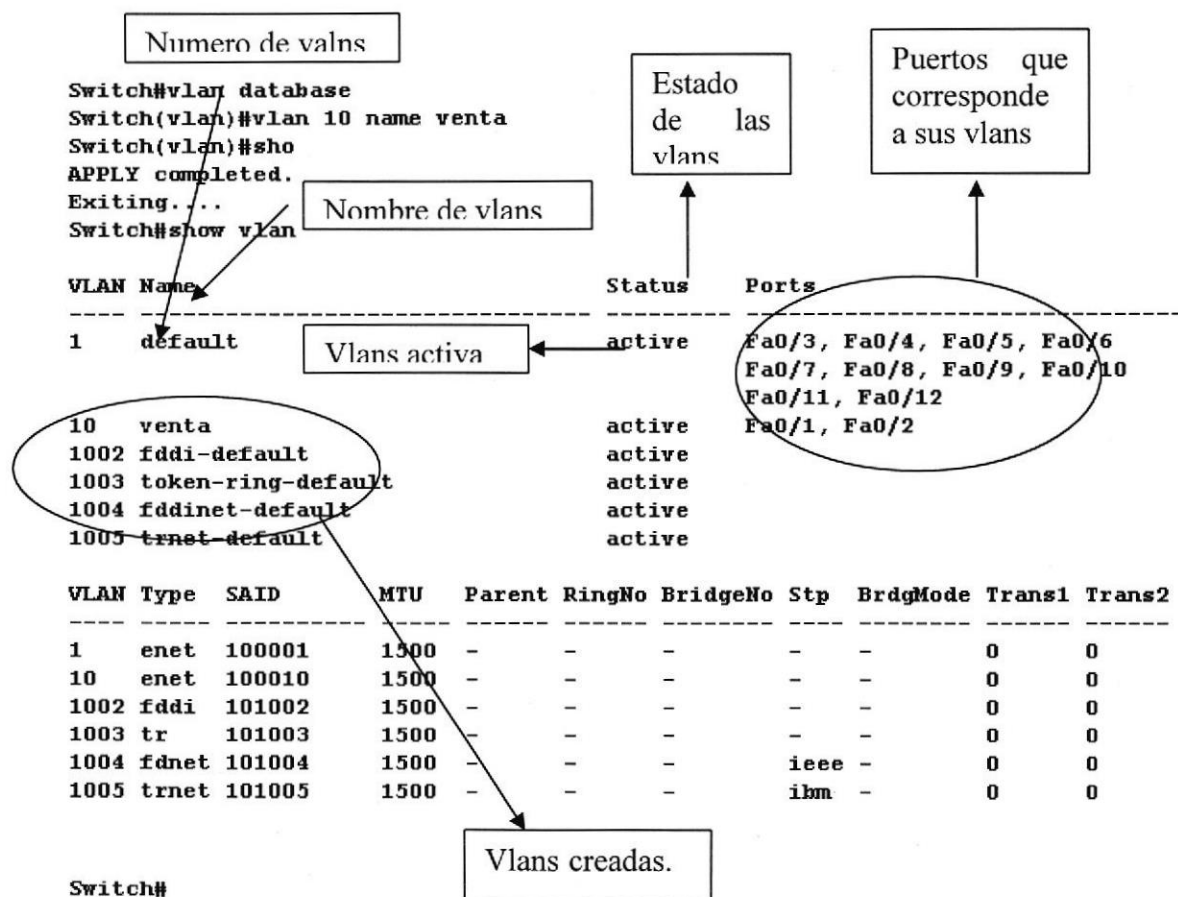 Numero de valns
Switch#vlan database
Switch(vlan)#vlan 10 name venta
Switch(vlan)#sho
APPLY completed.
Exiting....
Switch#show vlan
Nombre de vlans
Estado
de las
vlans
Puertos que
corresponde
a sus vlans
VLAN Name Status Ports
---- -------------------------------- --------- -------------------------------
1 default active Fa0/3, Fa0/4, Fa0/5, Fa0/6
Vlans activa
Fa0/7, Fa0/8, Fa0/9, Fa0/10
Fa0/11, Fa0/12
10 venta active Fa0/1, Fa0/2
1002 fddi-default active
1003 token-ring-default active
1004 fddinet-default active
1005 trnet-default active
VLAN Type SAID MTU Parent RingNo BridgeNo Stp BrdgMode Trans1 Trans2
---- ----- ---------- ----- ------ ------ -------- ---- -------- ------ ------
1 enet 100001 1500 - - - - - 0 0
10 enet 100010 1500 - - - - - 0 0
1002 fddi 101002 1500 - - - - - 0 0
1003 tr 101003 1500 - - - - - 0 0
1004 fdnet 101004 1500 - - - ieee - 0 0
1005 trnet 101005 1500 - - - ibm - 0 0
Vlans creadas.
Switch#